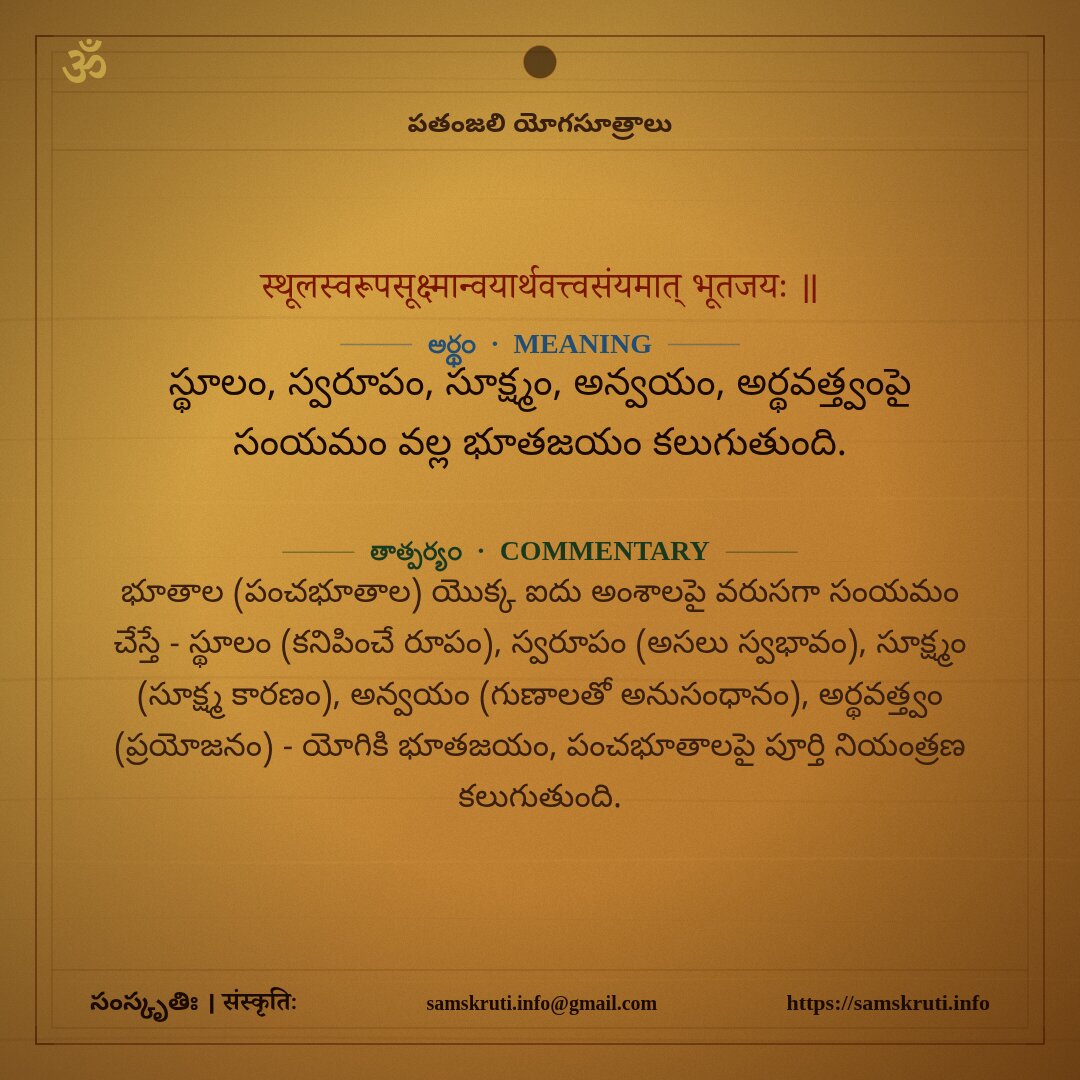 ॐ
పతంజలి యోగసూత్రాలు
स्थूलस्वरूपसूक्ष्मान्वयार्थवत्त्वसंयमात् भूतजयः ॥
అర్థం · MEANING
స్థూలం, స్వరూపం, సూక్ష్మం, అన్వయం, అర్థవత్త్వంపై
సంయమం వల్ల భూతజయం కలుగుతుంది.
తాత్పర్యం · COMMENTARY
భూతాల (పంచభూతాల) యొక్క ఐదు అంశాలపై వరుసగా సంయమం
చేస్తే - స్థూలం (కనిపించే రూపం), స్వరూపం (అసలు స్వభావం), సూక్ష్మం
(సూక్ష్మ కారణం), అన్వయం (గుణాలతో అనుసంధానం), అర్థవత్త్వం
(ప్రయోజనం) - యోగికి భూతజయం, పంచభూతాలపై పూర్తి నియంత్రణ
కలుగుతుంది.
సంస్కృతిః | संस्कृतिः samskruti.info@gmail.com https://samskruti.info